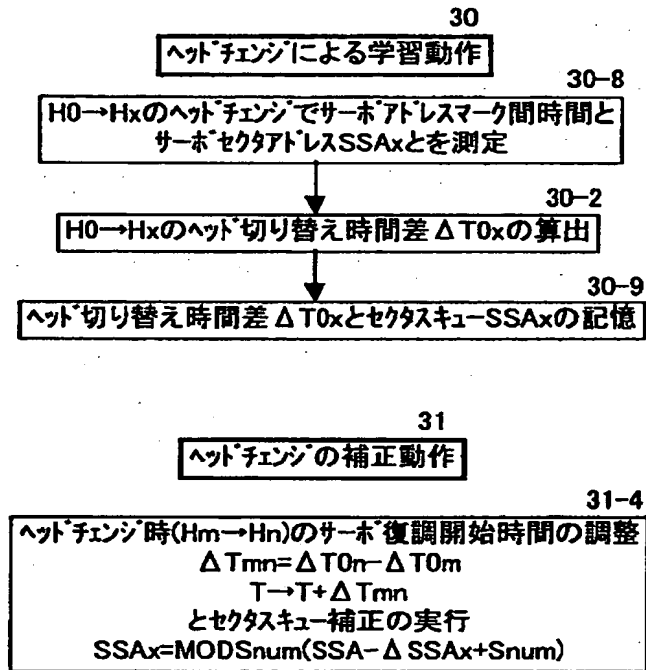 30
ヘッドチェンジによる学習動作
30-8
H0→Hxのヘッドチェンジでサーボアドレスマーク間時間と
サーボセクタアドレスSSAxとを測定
30-2
H0→Hxのヘッド切り替え時間差ΔT0xの算出
30-9
ヘッド切り替え時間差ΔT0xとセクタスキューSSAxの記憶
31
ヘッドチェンジの補正動作
31-4
ヘッドチェンジ時(Hm→Hn)のサーボ復調開始時間の調整
ΔTmn=ΔT0n-ΔT0m
T→T+ΔTmn
とセクタスキュー補正の実行
SSAx=MODSnum(SSA-ΔSSAx+Snum)